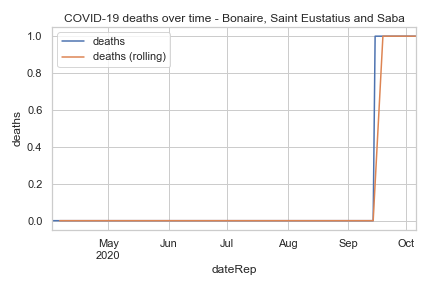 COVID-19 deaths over time - Bonaire, Saint Eustatius and Saba
deaths
deaths (rolling)
1.0
0.8
0.6
0.4
0.2
0.0
deaths
May
2020
Jun
Jul
Aug
Sep
Oct
dateRep